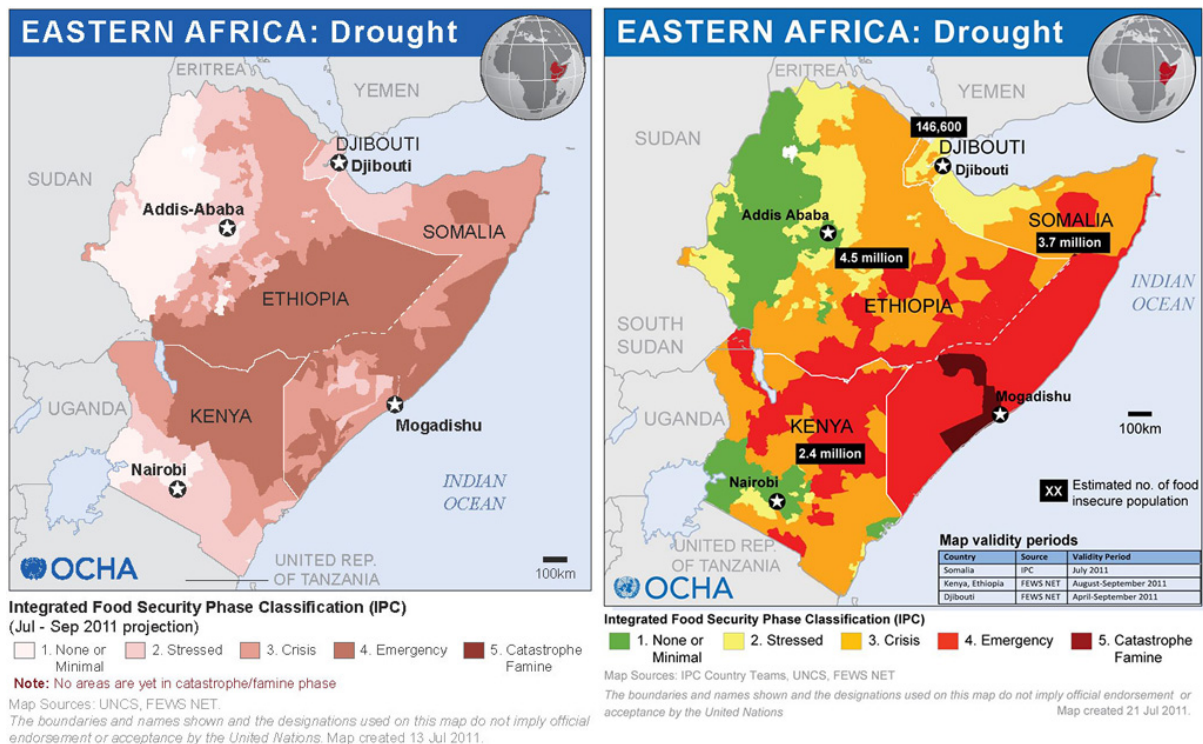 EASTERN AFRICA: Drought
ERITREA
YEMEN
SUDAN
DJIBOUTI
Djibouti
Addis-Ababa
SOMALIA
ETHIOPIA
UGANDA
KENYA
Mogadishu
Nairobi
INDIAN
OCEAN
UNITED REP.
OF TANZANIA
OCHA
100km
Integrated Food Security Phase Classification (IPC)
(Jul - Sep 2011 projection)
1. None or
Minimal
2. Stressed
3. Crisis
4. Emergency
5. Catastrophe
Famine
Note: No areas are yet in catastrophe/famine phase
Map Sources: UNCS, FEWS NET.
The boundaries and names shown and the designations used on this map do not imply official
endorsement or acceptance by the United Nations. Map created 13 Jul 2011.
EASTERN AFRICA: Drought
ERITREA
YEMEN
SUDAN
146,600
DJIBOUTI
Djibouti
Addis Ababa
SOMALIA
3.7 million
4.5 million
INDIAN
OCEAN
ETHIOPIA
SOUTH
SUDAN
UGANDA
Mogadishu
100km
KENYA
2.4 million
Nairobi
XX Estimated no. of food
insecure population
UNITED REP.
OF TANZANIA
OCHA
Map validity periods
Country Source Validity Period
Somalia IPC July 2011
Kenya, Ethiopia FEWS NET August-September 2011
Djibouti FEWS NET April-September 2011
Integrated Food Security Phase Classification (IPC)
1. None or
Minimal
2. Stressed
3. Crisis
4. Emergency
5. Catastrophe
Famine
Map Sources: IPC Country Teams, UNCS, FEWS NET
The boundaries and names shown and the designations used on this map do not imply official endorsement or
acceptance by the United Nations
Map created 21 Jul 2011.